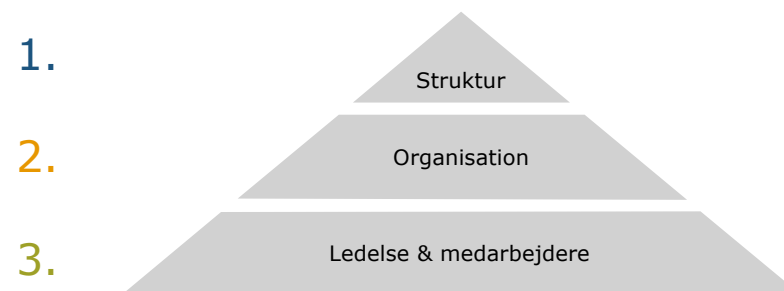 1.
Struktur
2.
Organisation
3.
Ledelse & medarbejdere